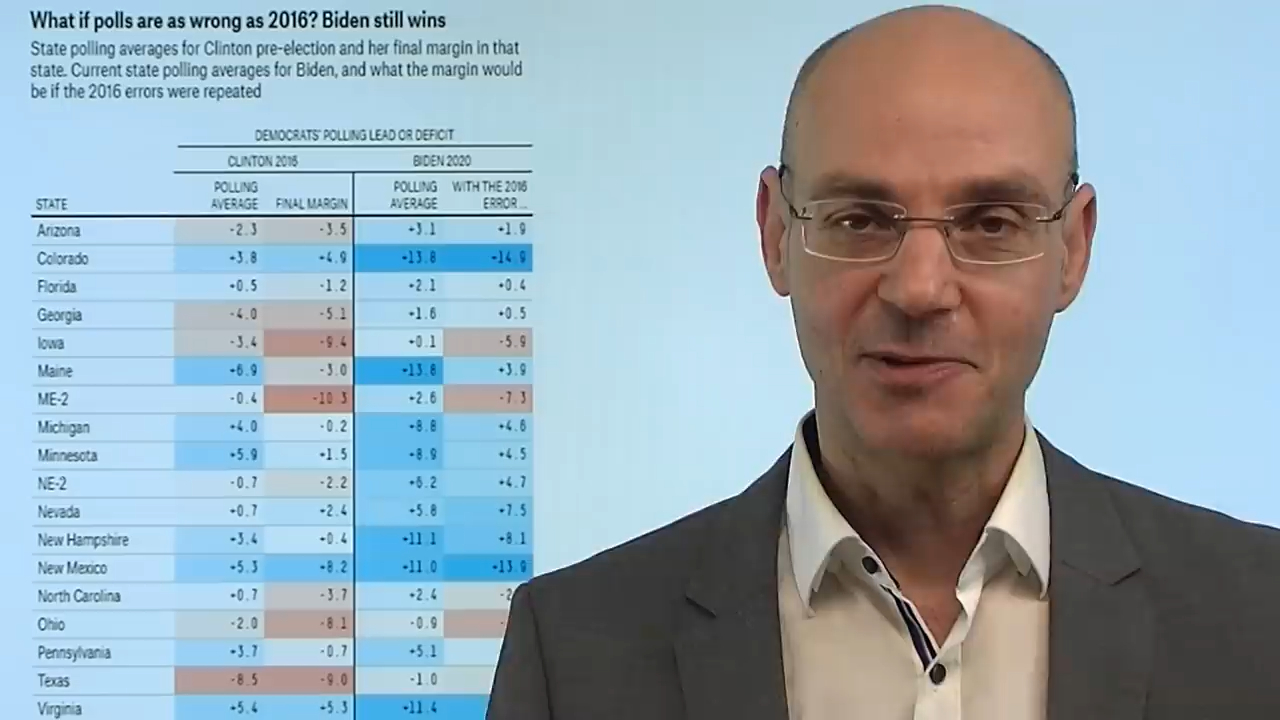 What if polls are as wrong as 2016? Biden still wins
State polling averages for Clinton pre-election and her final margin in that
state. Current state polling averages for Biden, and what the margin would
be if the 2016 errors were repeated
DEMOCRATS' POLLING LEAD OR DEFICIT
CLINTON 2016 BIDEN 2020
POLLING POLLING WITH THE 2016
STATE AVERAGE FINAL MARGIN AVERAGE ERROR...
Arizona -2.3 -3.5 +3.1 +1.9
Colorado +3.8 +4.9 +13.8 +14.9
Florida +0.5 -1.2 +2.1 +0.4
Georgia -4.0 -5.1 +1.6 +0.5
Iowa -3.4 -9.4 +0.1 -5.9
Maine +6.9 -3.0 +13.8 +3.9
ME-2 -0.4 -10.3 +2.6 -7.3
Michigan +4.0 -0.2 +8.8 +4.6
Minnesota +5.9 +1.5 +8.9 +4.5
NE-2 -0.7 -2.2 +6.2 +4.7
Nevada +0.7 +2.4 +5.8 +7.5
New Hampshire +3.4 +0.4 +11.1 +8.1
New Mexico +5.3 +8.2 +11.0 +13.9
North Carolina +0.7 -3.7 +2.4
Ohio -2.0 -8.1 -0.9
Pennsylvania +3.7 -0.7 +5.1
Texas -8.5 -9.0 -1.0
Virginia +5.4 +5.3 +11.4